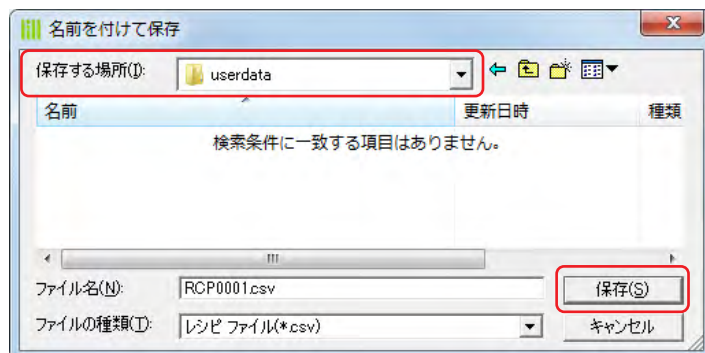 名前を付けて保存
保存する場所(I): userdata
名前 更新日時 種類
検索条件に一致する項目はありません。
ファイル名(N): RCP0001.csv 保存(S)
ファイルの種類(T): レシピ ファイル(*.csv) キャンセル